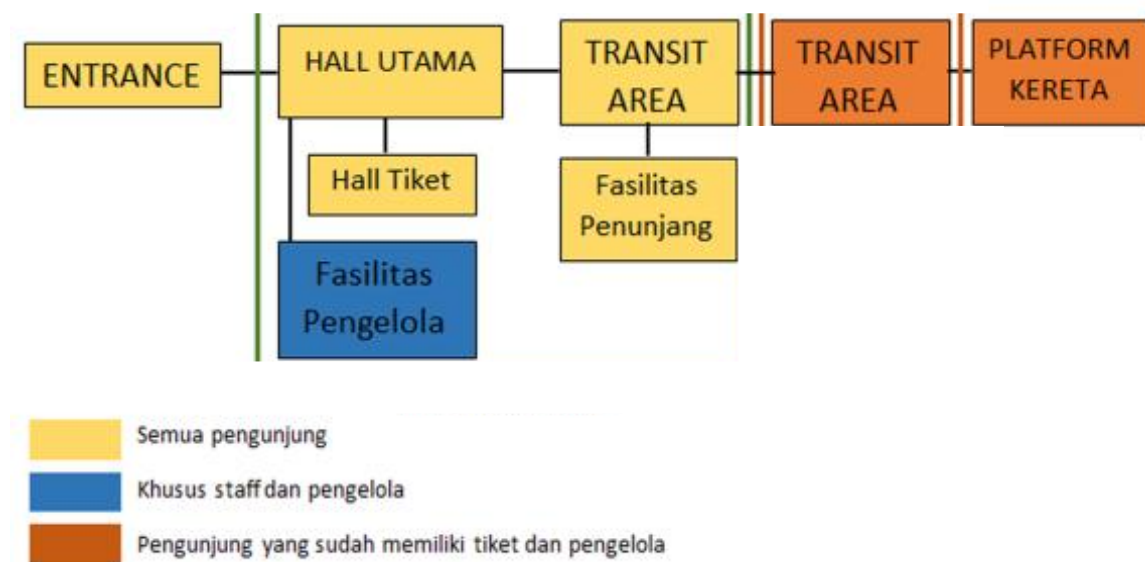 ENTRANCE
HALL UTAMA
TRANSIT
AREA
TRANSIT
AREA
PLATFORM
KERETA
Hall Tiket
Fasilitas
Penunjang
Fasilitas
Pengelola
Semua pengunjung
Khusus staff dan pengelola
Pengunjung yang sudah memiliki tiket dan pengelola